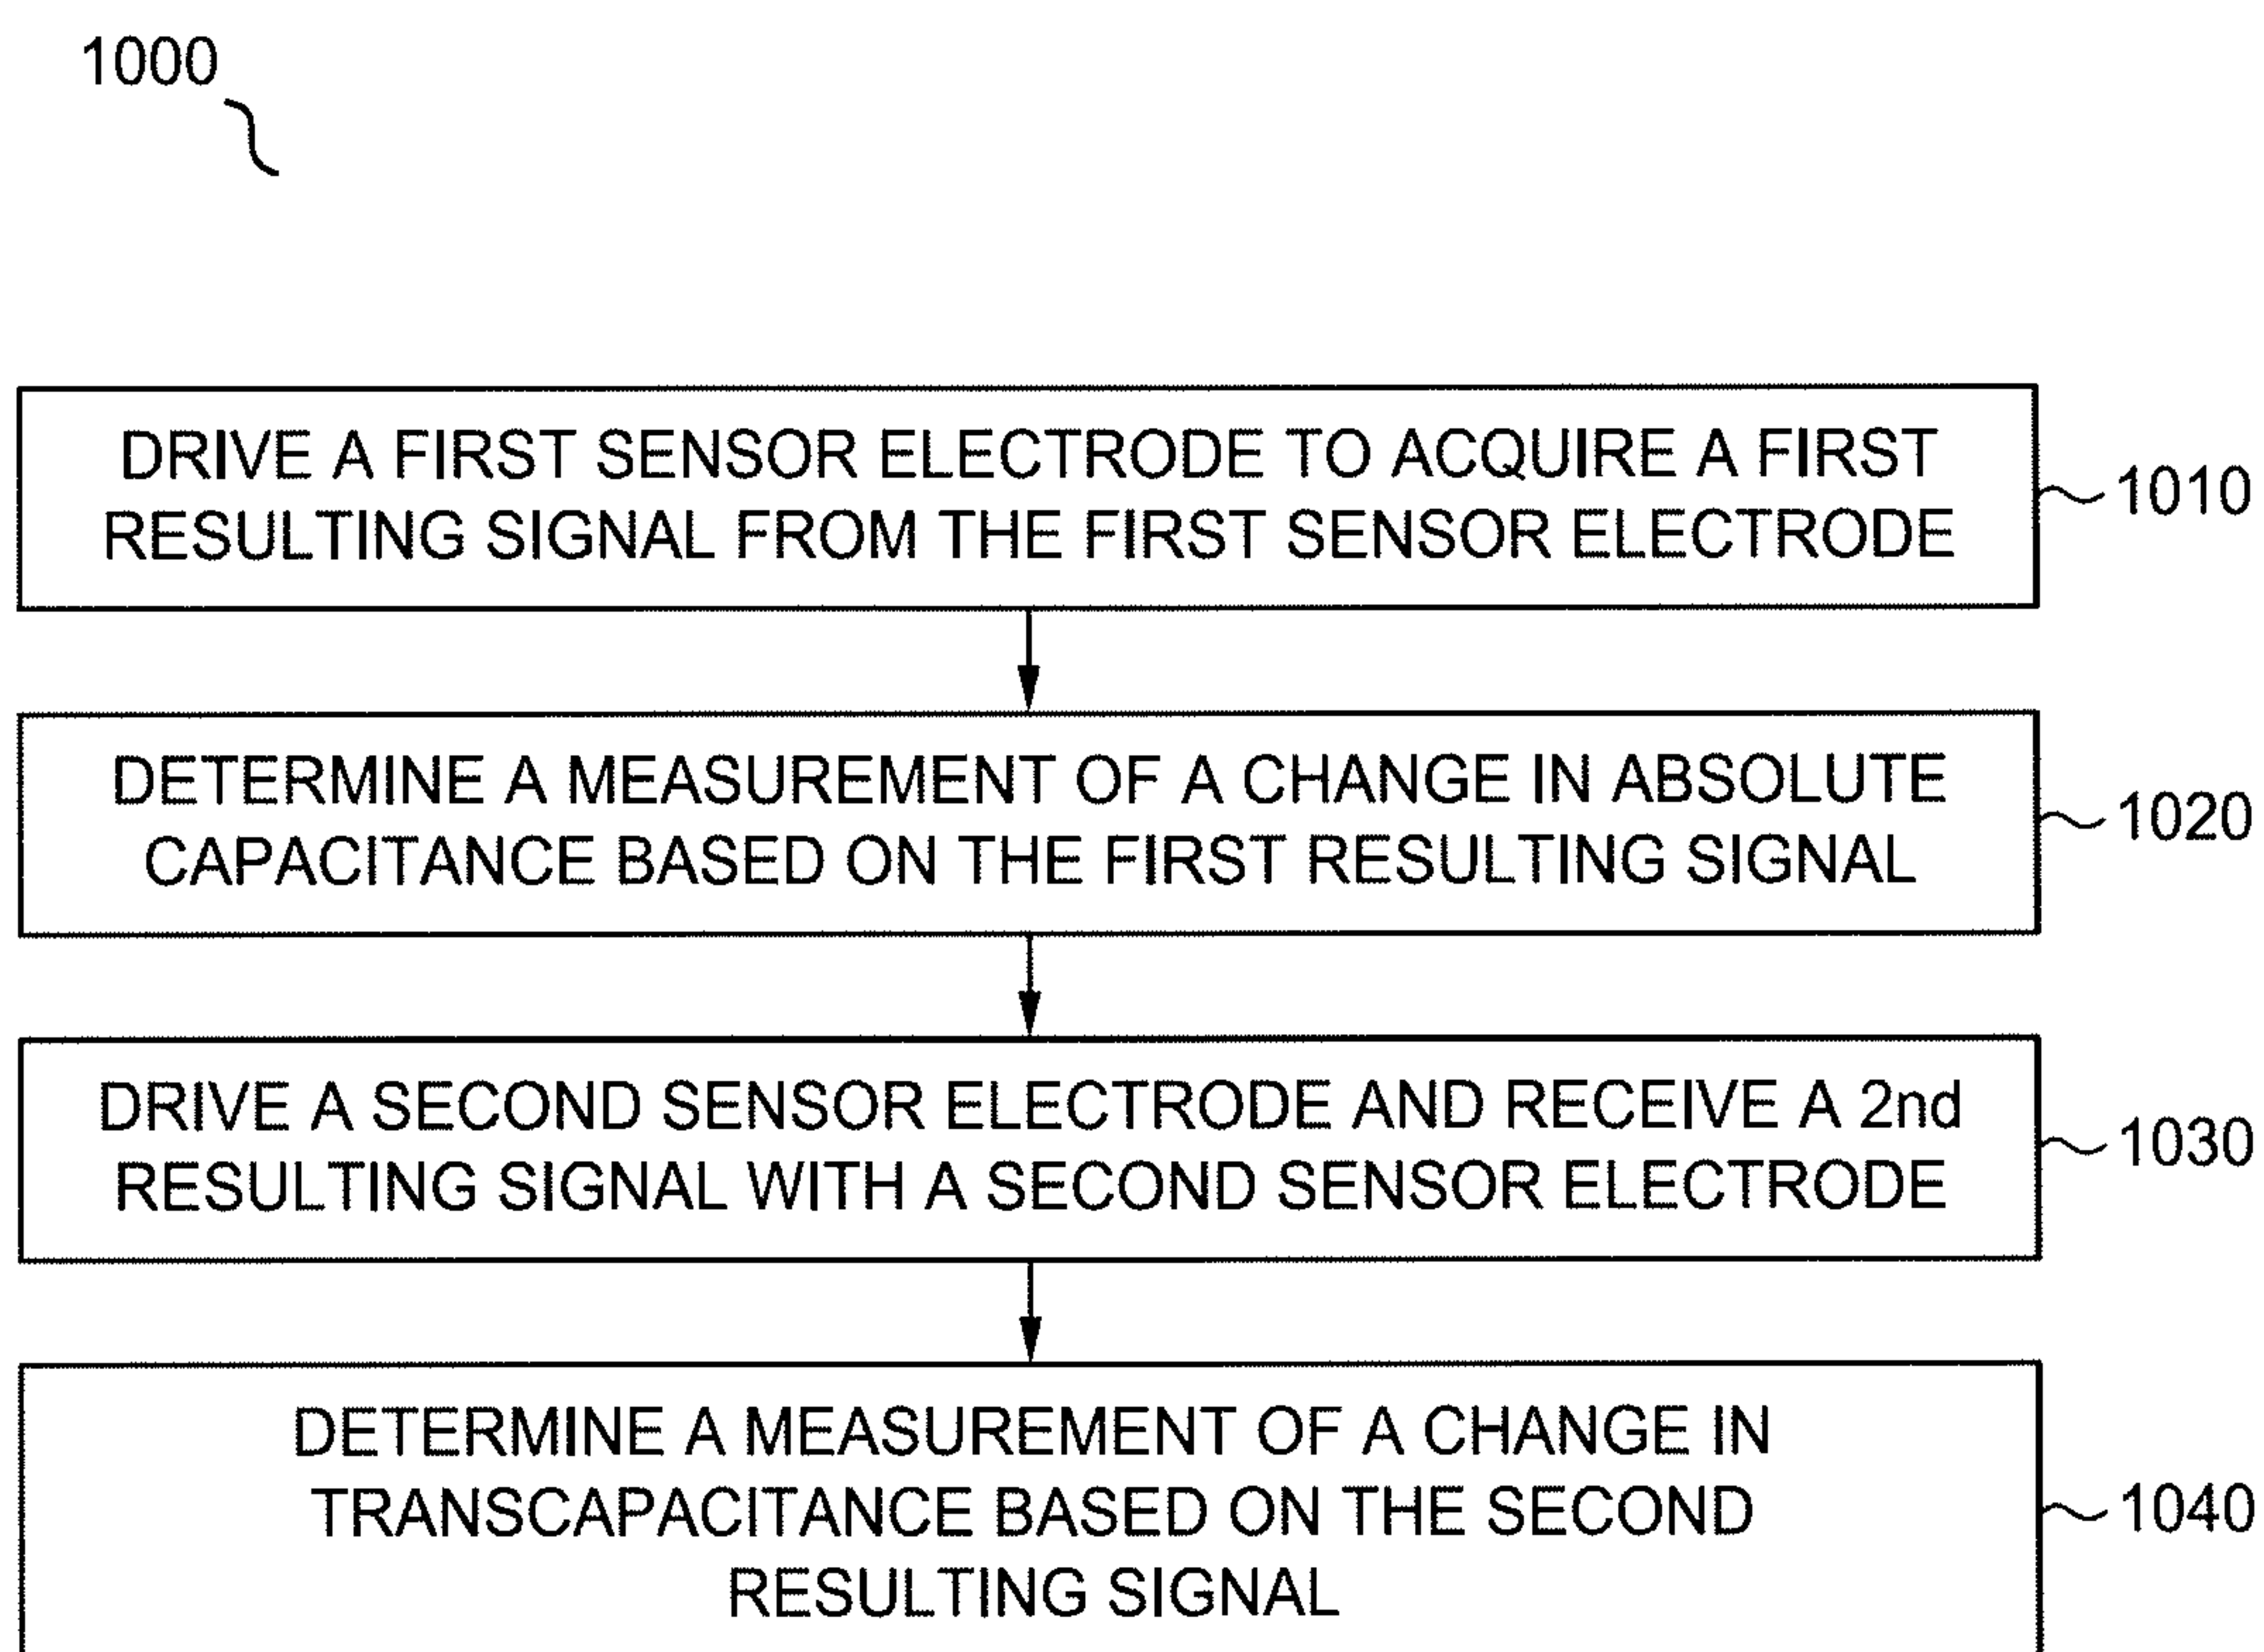 1000
DRIVE A FIRST SENSOR ELECTRODE TO ACQUIRE A FIRST
RESULTING SIGNAL FROM THE FIRST SENSOR ELECTRODE
1010
DETERMINE A MEASUREMENT OF A CHANGE IN ABSOLUTE
CAPACITANCE BASED ON THE FIRST RESULTING SIGNAL
1020
DRIVE A SECOND SENSOR ELECTRODE AND RECEIVE A 2nd
RESULTING SIGNAL WITH A SECOND SENSOR ELECTRODE
1030
DETERMINE A MEASUREMENT OF A CHANGE IN
TRANSCAPACITANCE BASED ON THE SECOND
RESULTING SIGNAL
1040